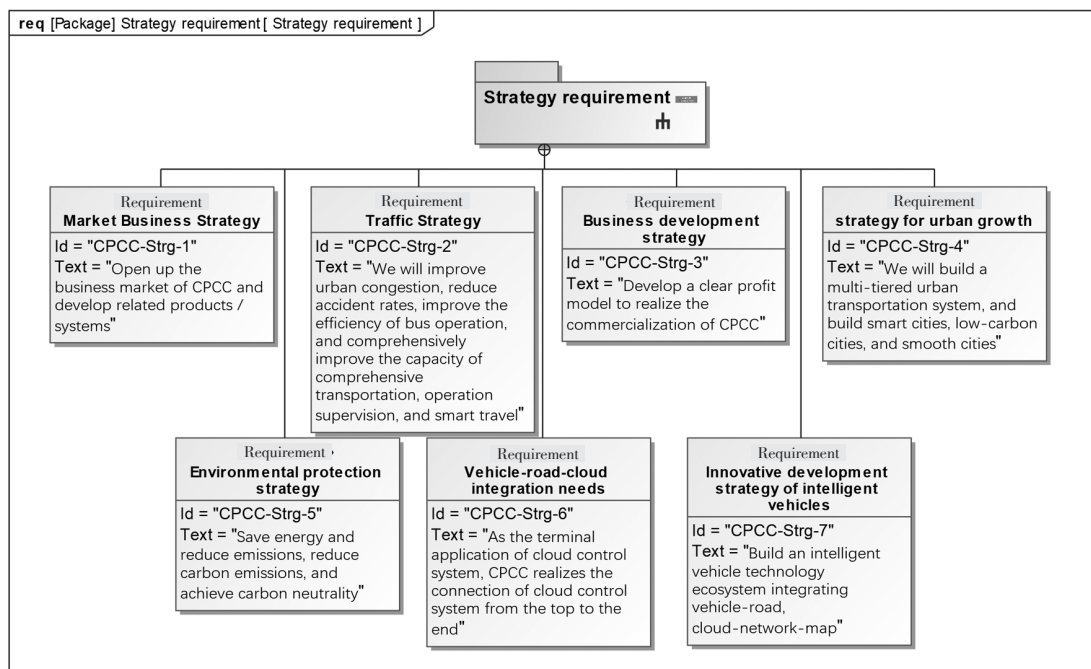 req [Package] Strategy requirement [ Strategy requirement ]
Strategy requirement
Requirement
Market Business Strategy
Id = "CPCC-Strg-1"
Text = "Open up the
business market of CPCC and
develop related products /
systems"
Requirement
Traffic Strategy
Id = "CPCC-Strg-2"
Text = "We will improve
urban congestion, reduce
accident rates, improve the
efficiency of bus operation,
and comprehensively
improve the capacity of
comprehensive
transportation, operation
supervision, and smart travel"
Requirement
Business development
strategy
Id = "CPCC-Strg-3"
Text = "Develop a clear profit
model to realize the
commercialization of CPCC"
Requirement
strategy for urban growth
Id = "CPCC-Strg-4"
Text = "We will build a
multi-tiered urban
transportation system, and
build smart cities, low-carbon
cities, and smooth cities"
Requirement
Environmental protection
strategy
Id = "CPCC-Strg-5"
Text = "Save energy and
reduce emissions, reduce
carbon emissions, and
achieve carbon neutrality"
Requirement
Vehicle-road-cloud
integration needs
Id = "CPCC-Strg-6"
Text = "As the terminal
application of cloud control
system, CPCC realizes the
connection of cloud control
system from the top to the
end"
Requirement
Innovative development
strategy of intelligent
vehicles
Id = "CPCC-Strg-7"
Text = "Build an intelligent
vehicle technology
ecosystem integrating
vehicle-road,
cloud-network-map"